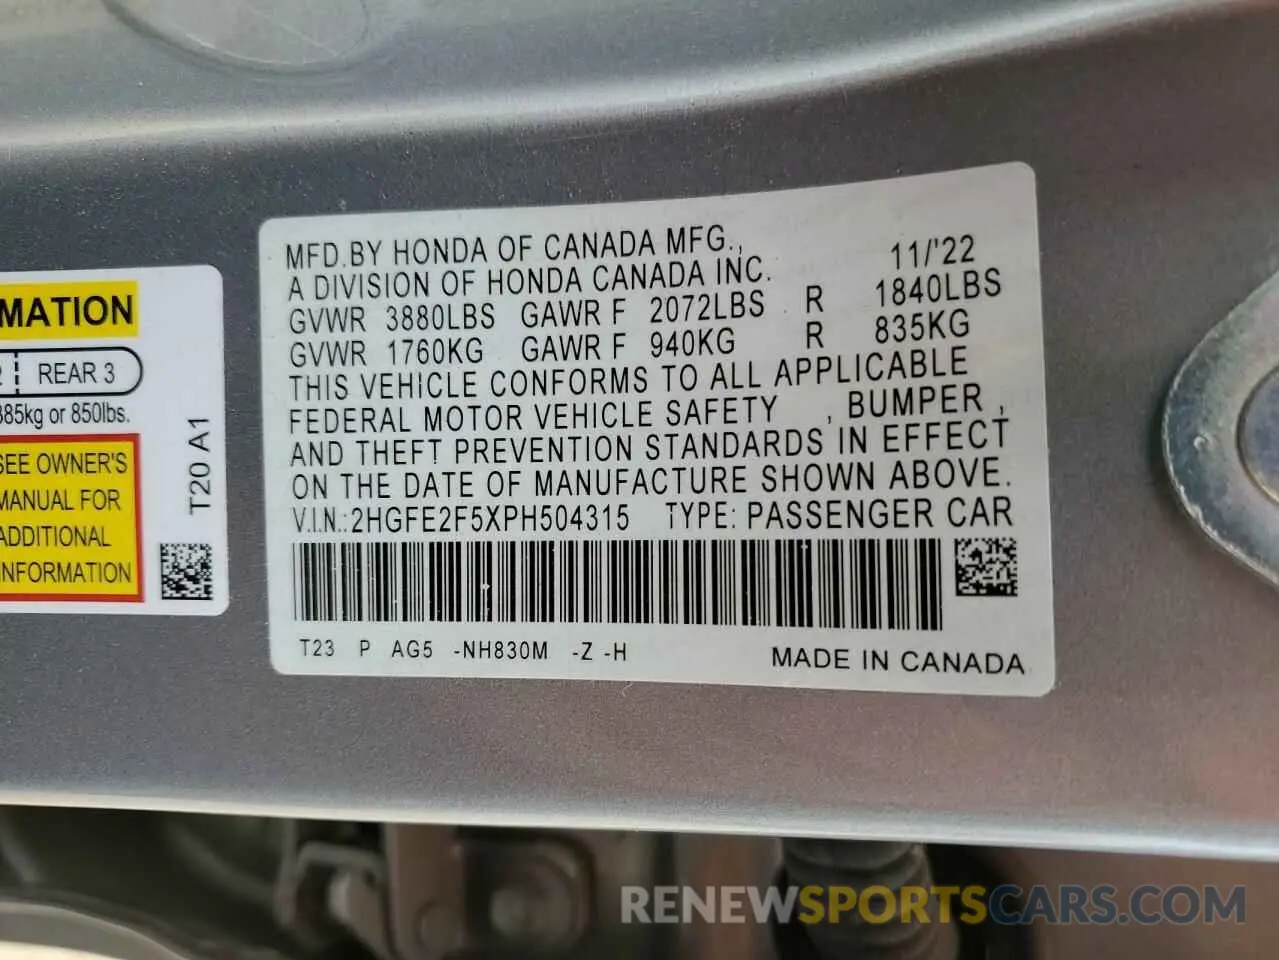 MATION
2 REAR 3
385kg or 850lbs.
SEE OWNER'S
MANUAL FOR
ADDITIONAL
INFORMATION
T20 A1
MFD.BY HONDA OF CANADA MFG., 11/'22
A DIVISION OF HONDA CANADA INC.
GVWR 3880LBS GAWR F 2072LBS R 1840LBS
GVWR 1760KG GAWR F 940KG R 835KG
THIS VEHICLE CONFORMS TO ALL APPLICABLE
FEDERAL MOTOR VEHICLE SAFETY , BUMPER ,
AND THEFT PREVENTION STANDARDS IN EFFECT
ON THE DATE OF MANUFACTURE SHOWN ABOVE.
V.I.N.:2HGFE2F5XPH504315 TYPE: PASSENGER CAR
T23 P AG5 -NH830M -Z -H
MADE IN CANADA
RENEWSPORTSCARS.COM